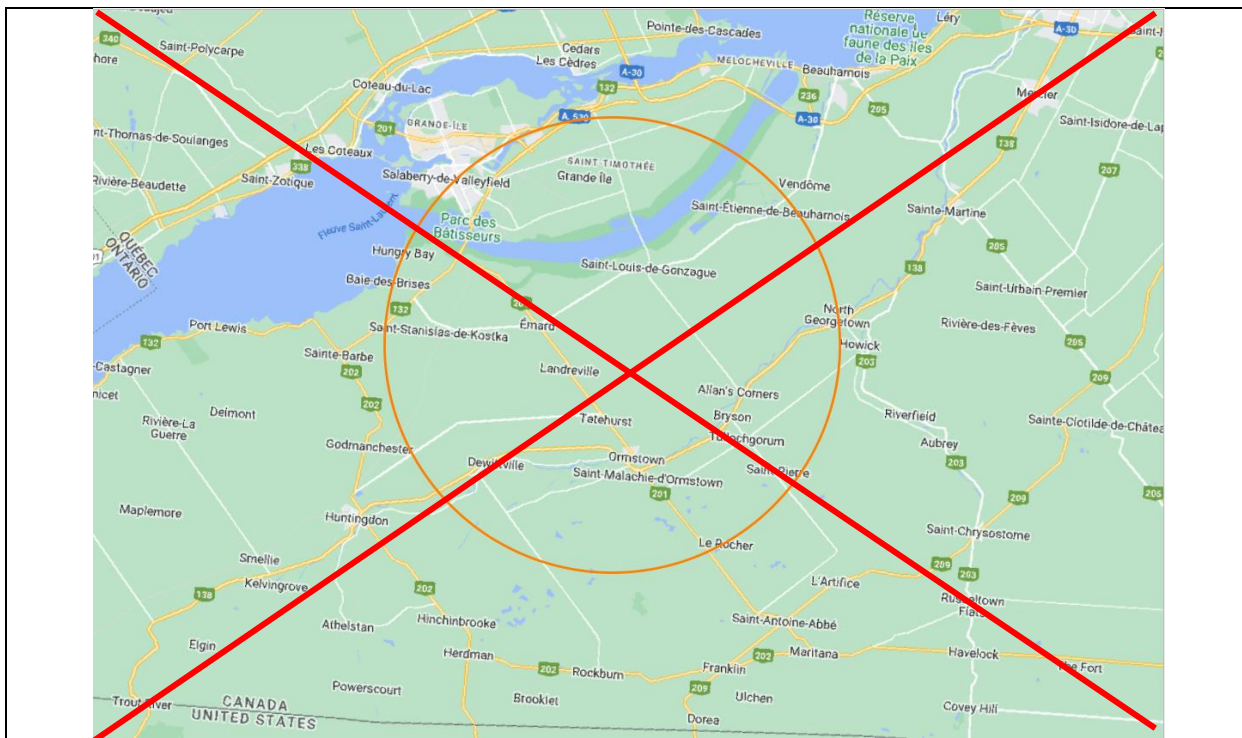 Réserve
nationale de
faune des îles
de la Paix
Léry
A-30
Pointe-des-Cascades
340
Saint-Polycarpe
Cedars
Les Cèdres
A-30
MELOCHEVILLE
Beauharnois
Coteau-du-Lac
132
236
205
Mercier
201
GRANDE-ÎLE
A-530
A-30
Saint-Isidore-de-Lap
nt-Thomas-de-Soulanges
Les Coteaux
338
138
SAINT-TIMOTHÉE
Grande Île
207
Rivière-Beaudette
Saint-Zotique
Salaberry-de-Valleyfield
Vendôme
Fleuve Saint-Laurent
Parc des
Bâtisseurs
Saint-Étienne-de-Beauharnois
Sainte-Martine
QUÉBEC
ONTARIO
Hungry Bay
205
Saint-Louis-de-Gonzague
138
Baie-des-Brises
Saint-Urbain-Premier
132
201
North
Georgetown
Port Lewis
Saint-Stanislas-de-Kostka
Émard
Rivière-des-Fèves
132
Sainte-Barbe
Howick
205
202
Landreville
203
209
-Castagner
nicet
202
Allan's Corners
Delmont
Rivière-La
Guerre
Tatehurst
Bryson
Riverfield
Sainte-Clotilde-de-Châtea
Godmanchester
Tullochgorum
Aubrey
Ormstown
Dewittville
203
Saint-Malachie-d'Ormstown
Saint-Pierre
201
209
205
Maplemore
Huntingdon
Saint-Chrysostome
Le Rocher
Smellie
209
203
Kelvingrove
202
L'Artifice
138
Russeltown
Flats
Athelstan
Hinchinbrooke
Saint-Antoine-Abbé
Elgin
Herdman
202
Maritana
Havelock
The Fort
202
Rockburn
Franklin
Powerscourt
209
Brooklet
Ulchen
Trout River
CANADA
UNITED STATES
Covey Hill
Dorea